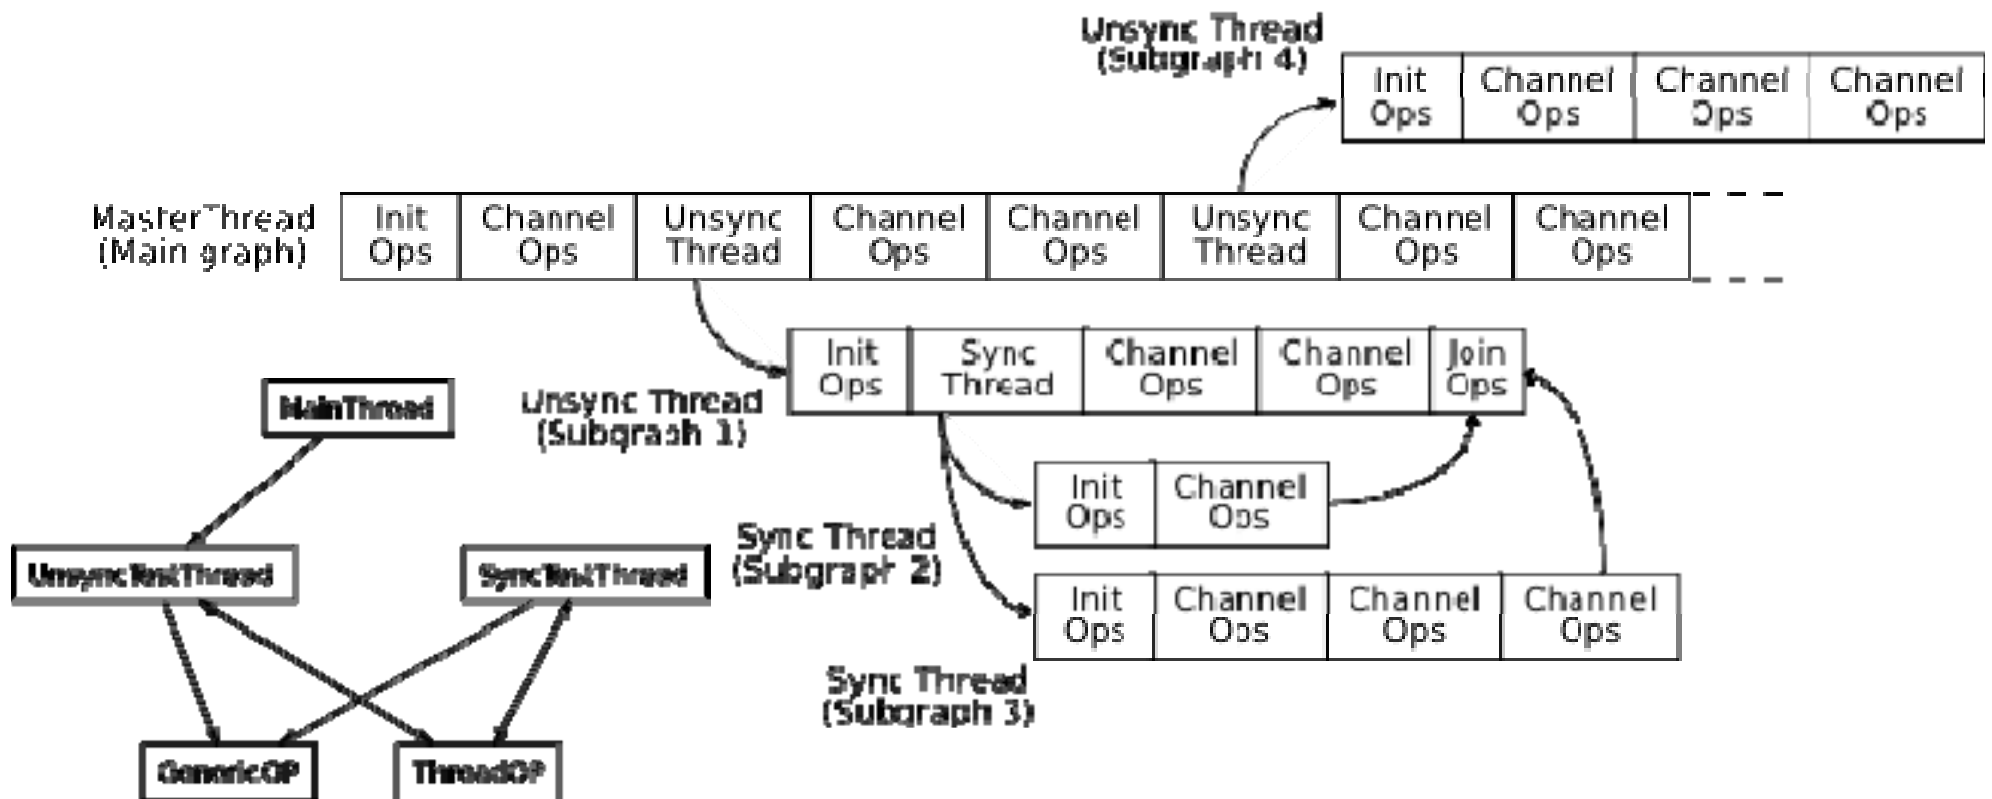 Unsync Thread
(Subgraph 4)
Init
Ops
Channel
Ops
Channel
Ops
Channel
Ops
MasterThread
(Main graph)
Init
Ops
Channel
Ops
Unsync
Thread
Channel
Ops
Channel
Ops
Unsync
Thread
Channel
Ops
Channel
Ops
Unsync Thread
(Subgraph 1)
Init
Ops
Sync
Thread
Channel
Ops
Channel
Ops
Join
Ops
Sync Thread
(Subgraph 2)
Init
Ops
Channel
Ops
Sync Thread
(Subgraph 3)
Init
Ops
Channel
Ops
Channel
Ops
Channel
Ops
MainThread
UnsyncTestThread
SyncTestThread
GenericOP
ThreadOP